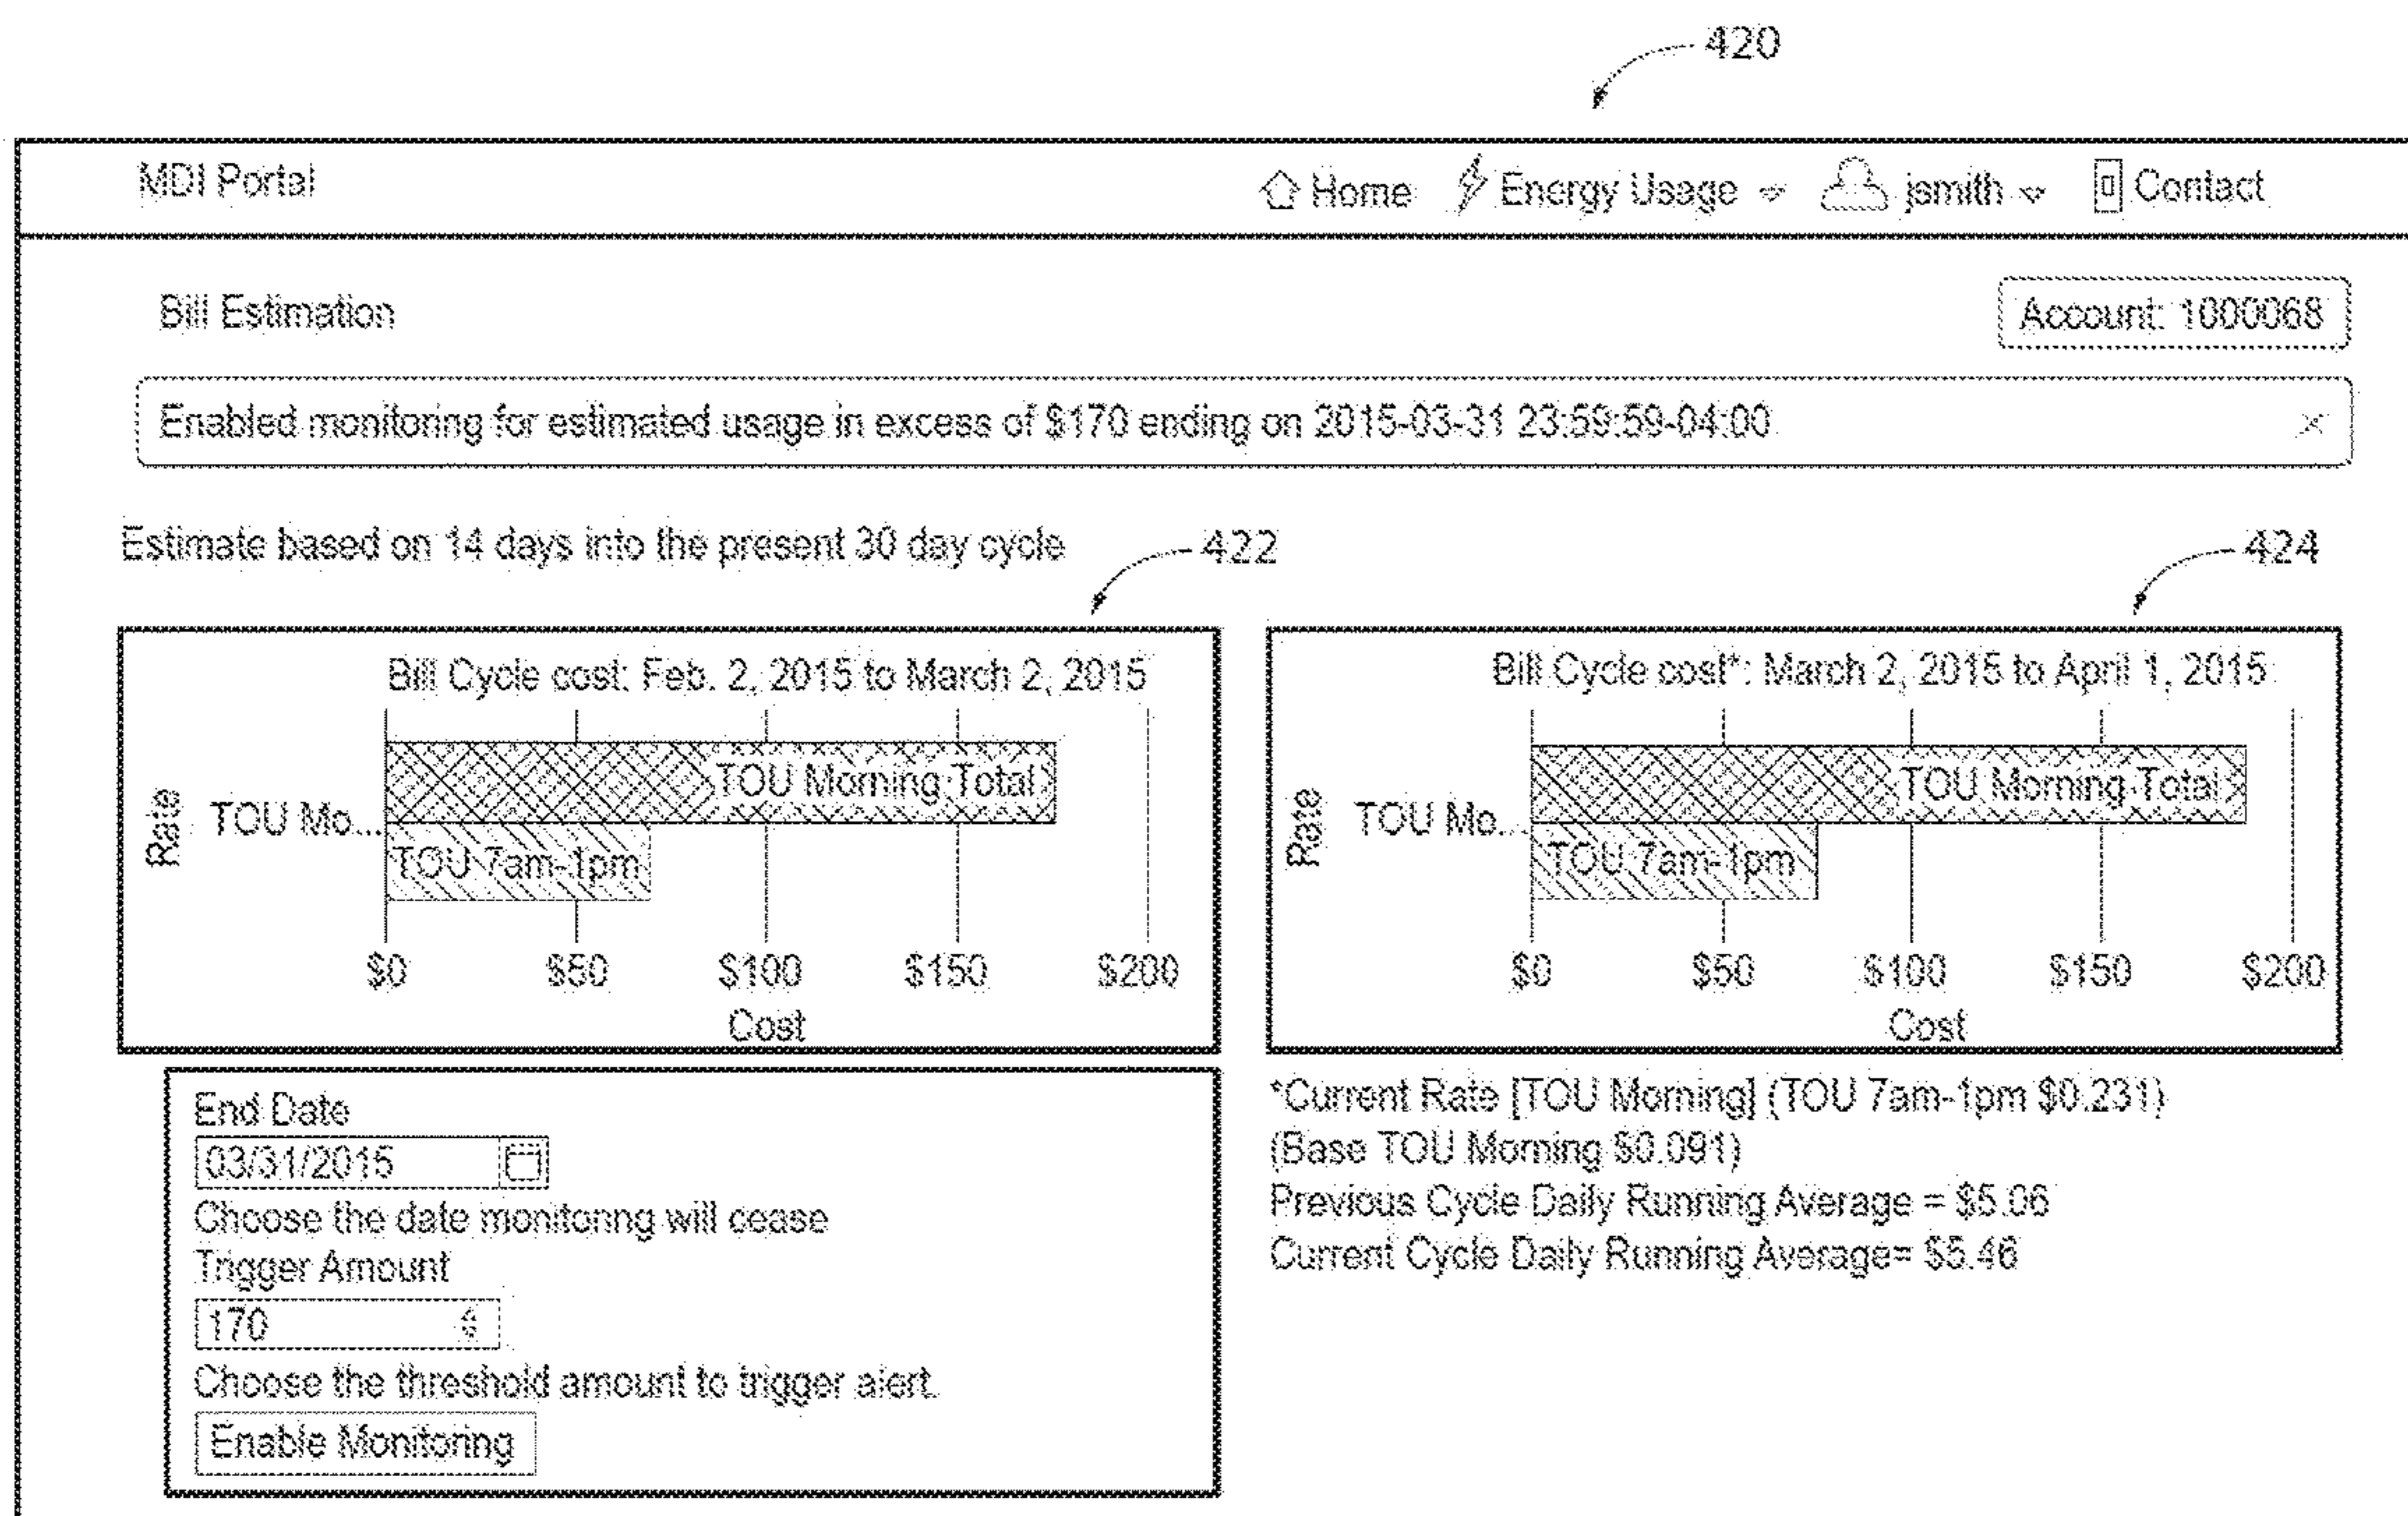 420
MDI Portal Home Energy Usage jsmith Contact
Bill Estimation Account: 1000068
Enabled monitoring for estimated usage in excess of $170 ending on 2015-03-31 23:59:59-04:00 ×
Estimate based on 14 days into the present 30 day cycle
422
424
Bill Cycle cost: Feb. 2, 2015 to March 2, 2015
Rate
TOU Mo...
TOU Morning Total
TOU 7am-1pm
$0 $50 $100 $150 $200
Cost
Bill Cycle cost*: March 2, 2015 to April 1, 2015
Rate
TOU Mo...
TOU Morning Total
TOU 7am-1pm
$0 $50 $100 $150 $200
Cost
End Date
03/31/2015
Choose the date monitoring will cease
Trigger Amount
170
Choose the threshold amount to trigger alert.
Enable Monitoring
*Current Rate [TOU Morning] (TOU 7am-1pm $0.231)
(Base TOU Morning $0.091)
Previous Cycle Daily Running Average = $5.06
Current Cycle Daily Running Average= $5.46